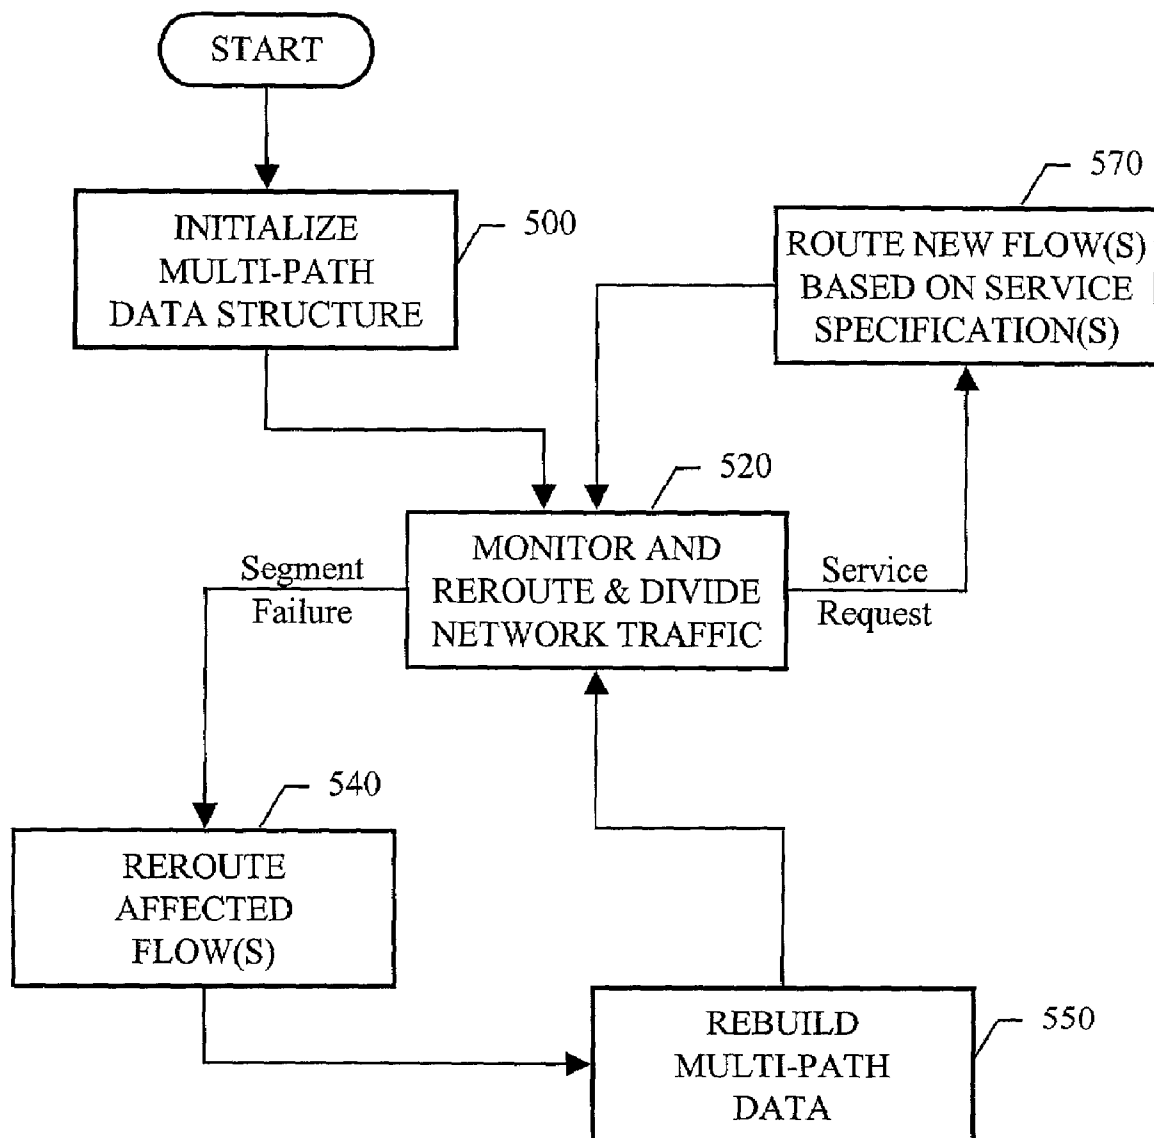 START
570
INITIALIZE
MULTI-PATH
DATA STRUCTURE
500
ROUTE NEW FLOW(S)
BASED ON SERVICE
SPECIFICATION(S)
520
MONITOR AND
REROUTE & DIVIDE
NETWORK TRAFFIC
Segment
Failure
Service
Request
540
REROUTE
AFFECTED
FLOW(S)
550
REBUILD
MULTI-PATH
DATA